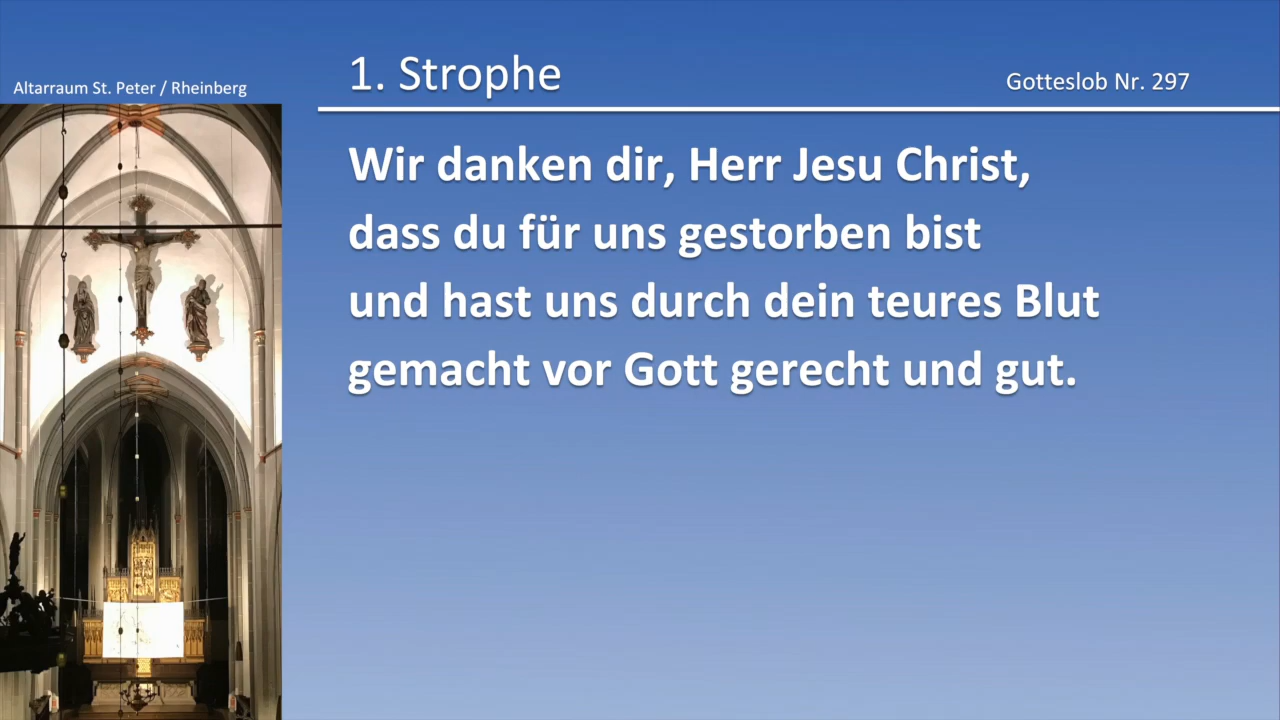 Altarraum St. Peter / Rheinberg
1. Strophe
Gotteslob Nr. 297
Wir danken dir, Herr Jesu Christ,
dass du für uns gestorben bist
und hast uns durch dein teures Blut
gemacht vor Gott gerecht und gut.